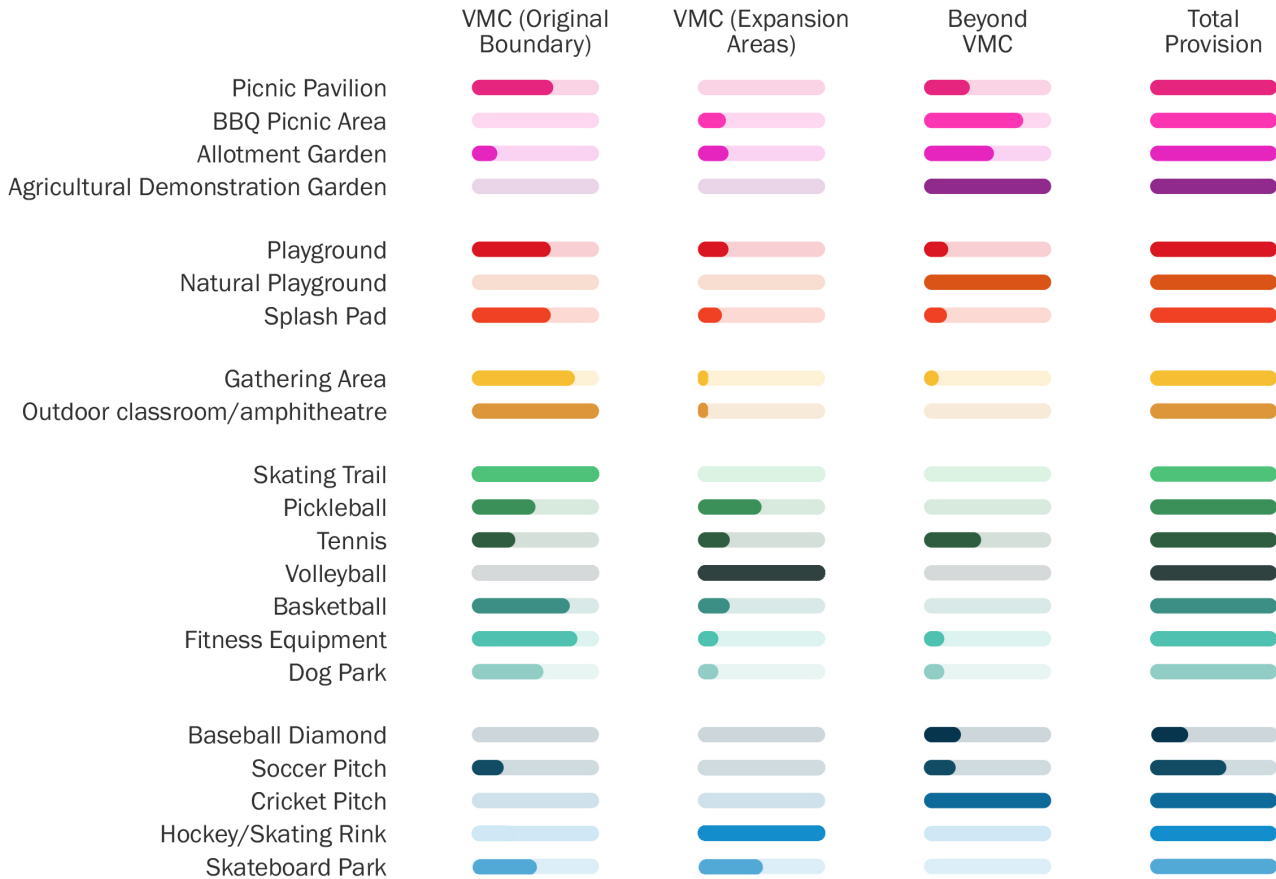 VMC (Original
Boundary)
VMC (Expansion
Areas)
Beyond
VMC
Total
Provision
Picnic Pavilion
BBQ Picnic Area
Allotment Garden
Agricultural Demonstration Garden
Playground
Natural Playground
Splash Pad
Gathering Area
Outdoor classroom/amphitheatre
Skating Trail
Pickleball
Tennis
Volleyball
Basketball
Fitness Equipment
Dog Park
Baseball Diamond
Soccer Pitch
Cricket Pitch
Hockey/Skating Rink
Skateboard Park